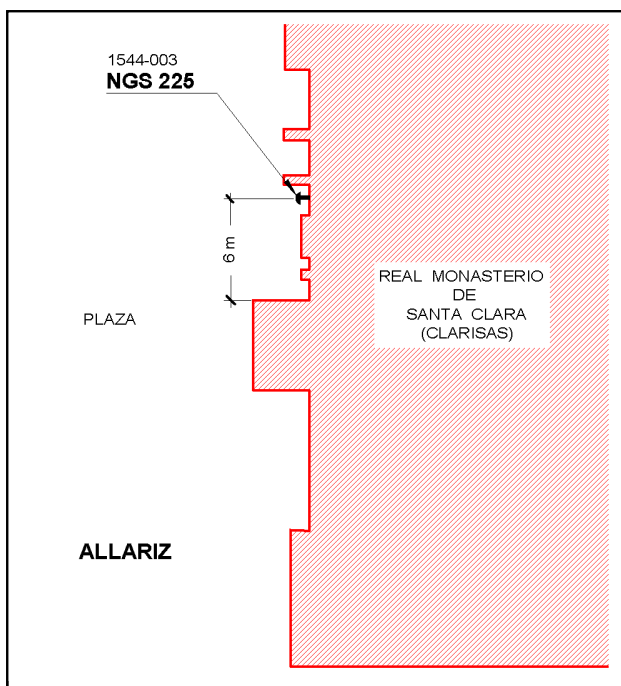 1544-003
NGS 225
6 m
REAL MONASTERIO
DE
SANTA CLARA
(CLARISAS)
PLAZA
ALLARIZ